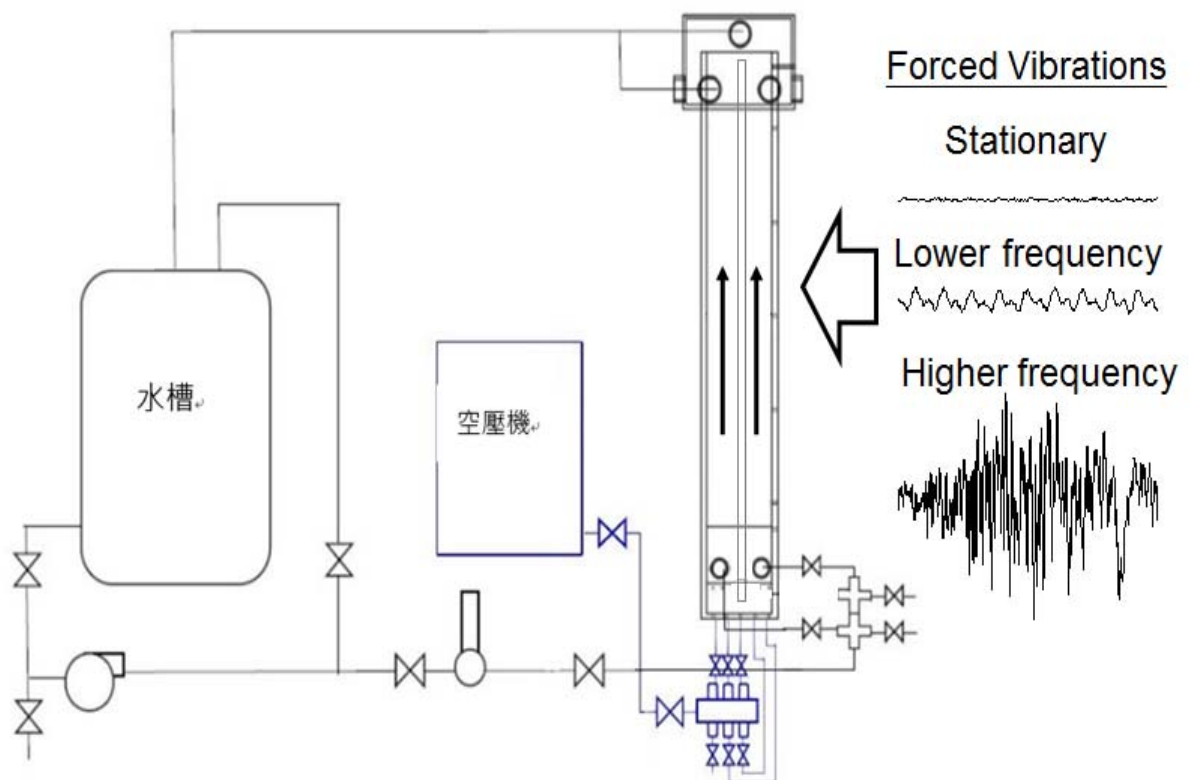 Forced Vibrations
Stationary
Lower frequency
Higher frequency
水槽
空壓機